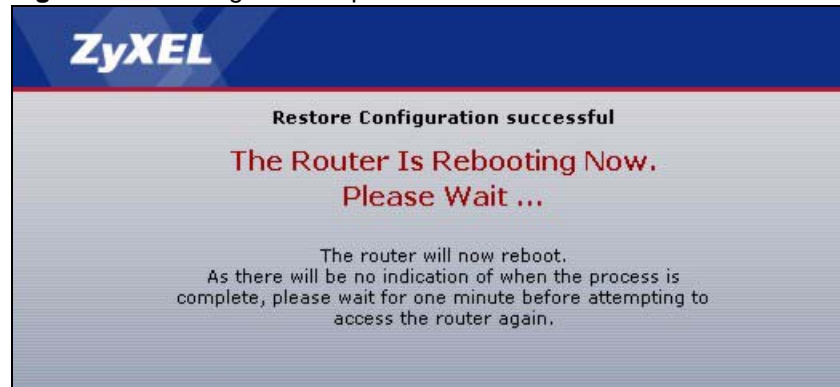 ZyXEL
Restore Configuration successful
The Router Is Rebooting Now.
Please Wait ...
The router will now reboot.
As there will be no indication of when the process is
complete, please wait for one minute before attempting to
access the router again.